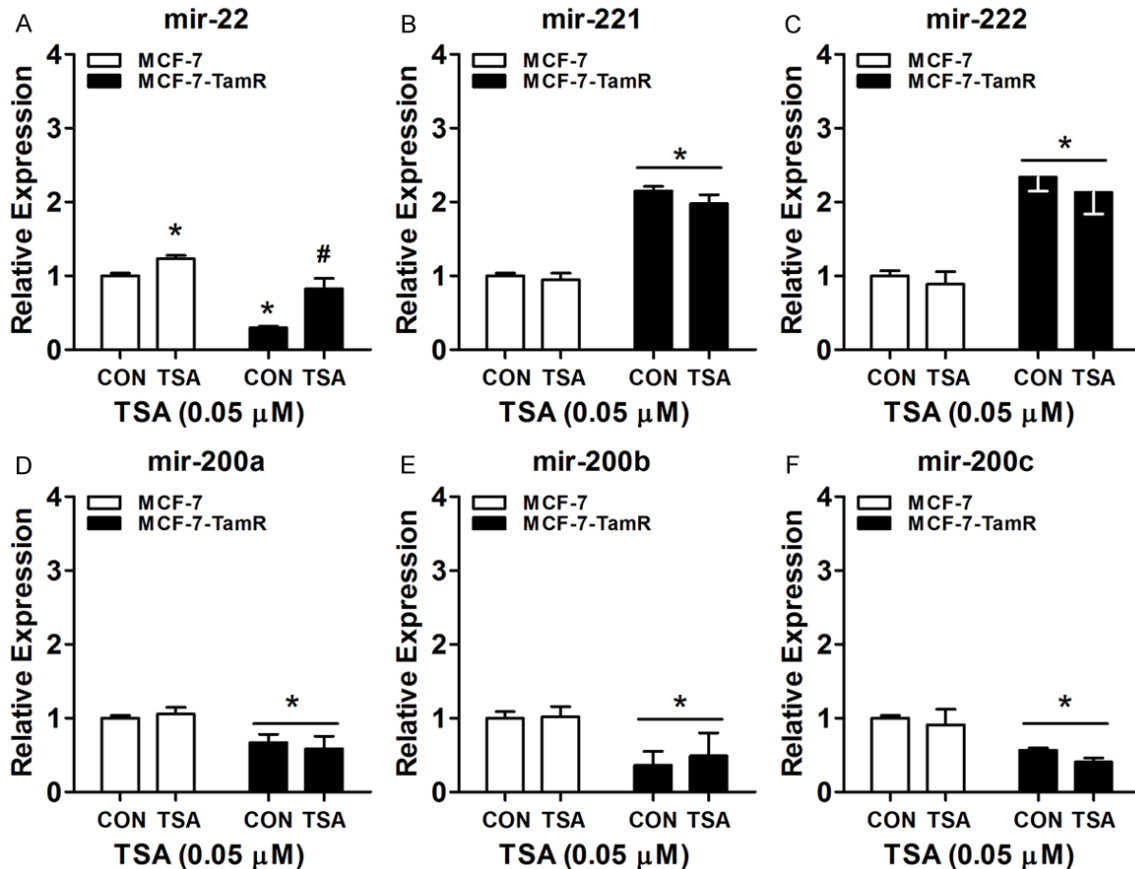 A mir-22
Relative Expression
4
3
2
1
0
MCF-7
MCF-7-TamR
*
*
#
CON TSA CON TSA
TSA (0.05 μM)
B mir-221
Relative Expression
4
3
2
1
0
MCF-7
MCF-7-TamR
*
CON TSA CON TSA
TSA (0.05 μM)
C mir-222
Relative Expression
4
3
2
1
0
MCF-7
MCF-7-TamR
*
CON TSA CON TSA
TSA (0.05 μM)
D mir-200a
Relative Expression
4
3
2
1
0
MCF-7
MCF-7-TamR
*
CON TSA CON TSA
TSA (0.05 μM)
E mir-200b
Relative Expression
4
3
2
1
0
MCF-7
MCF-7-TamR
*
CON TSA CON TSA
TSA (0.05 μM)
F mir-200c
Relative Expression
4
3
2
1
0
MCF-7
MCF-7-TamR
*
CON TSA CON TSA
TSA (0.05 μM)